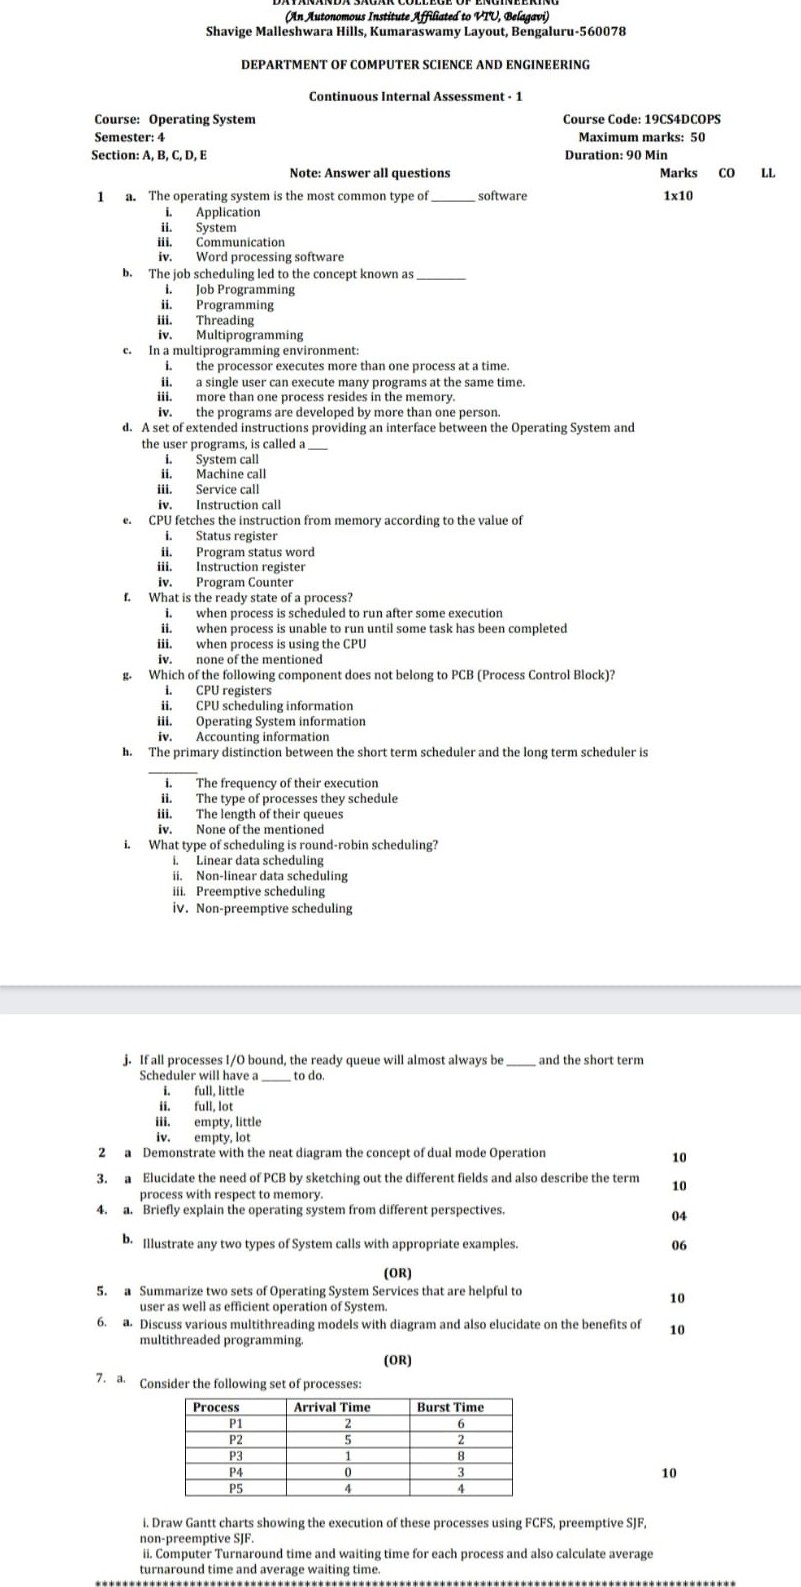 DAYANANDA SAGAR COLLEGE OF ENGINEERING
(An Autonomous Institute Affiliated to VTU, Belagavi)
Shavige Malleshwara Hills, Kumaraswamy Layout, Bengaluru-560078
DEPARTMENT OF COMPUTER SCIENCE AND ENGINEERING
Continuous Internal Assessment - 1
Course: Operating System Course Code: 19CS4DCOPS
Semester: 4 Maximum marks: 50
Section: A, B, C, D, E Duration: 90 Min
Note: Answer all questions Marks CO LL
1 a. The operating system is the most common type of ______ software 1x10
i. Application
ii. System
iii. Communication
iv. Word processing software
b. The job scheduling led to the concept known as ______
i. Job Programming
ii. Programming
iii. Threading
iv. Multiprogramming
c. In a multiprogramming environment:
i. the processor executes more than one process at a time.
ii. a single user can execute many programs at the same time.
iii. more than one process resides in the memory.
iv. the programs are developed by more than one person.
d. A set of extended instructions providing an interface between the Operating System and
the user programs, is called a ___
i. System call
ii. Machine call
iii. Service call
iv. Instruction call
e. CPU fetches the instruction from memory according to the value of
i. Status register
ii. Program status word
iii. Instruction register
iv. Program Counter
f. What is the ready state of a process?
i. when process is scheduled to run after some execution
ii. when process is unable to run until some task has been completed
iii. when process is using the CPU
iv. none of the mentioned
g. Which of the following component does not belong to PCB (Process Control Block)?
i. CPU registers
ii. CPU scheduling information
iii. Operating System information
iv. Accounting information
h. The primary distinction between the short term scheduler and the long term scheduler is
______
i. The frequency of their execution
ii. The type of processes they schedule
iii. The length of their queues
iv. None of the mentioned
i. What type of scheduling is round-robin scheduling?
i. Linear data scheduling
ii. Non-linear data scheduling
iii. Preemptive scheduling
iv. Non-preemptive scheduling
j. If all processes I/O bound, the ready queue will almost always be ____ and the short term
Scheduler will have a ____ to do.
i. full, little
ii. full, lot
iii. empty, little
iv. empty, lot
2 a Demonstrate with the neat diagram the concept of dual mode Operation 10
3. a Elucidate the need of PCB by sketching out the different fields and also describe the term
process with respect to memory. 10
4. a. Briefly explain the operating system from different perspectives. 04
b. Illustrate any two types of System calls with appropriate examples. 06
(OR)
5. a Summarize two sets of Operating System Services that are helpful to
user as well as efficient operation of System. 10
6. a. Discuss various multithreading models with diagram and also elucidate on the benefits of
multithreaded programming. 10
(OR)
7. a. Consider the following set of processes:
Process Arrival Time Burst Time
P1 2 6
P2 5 2
P3 1 8
P4 0 3 10
P5 4 4
i. Draw Gantt charts showing the execution of these processes using FCFS, preemptive SJF,
non-preemptive SJF.
ii. Computer Turnaround time and waiting time for each process and also calculate average
turnaround time and average waiting time.